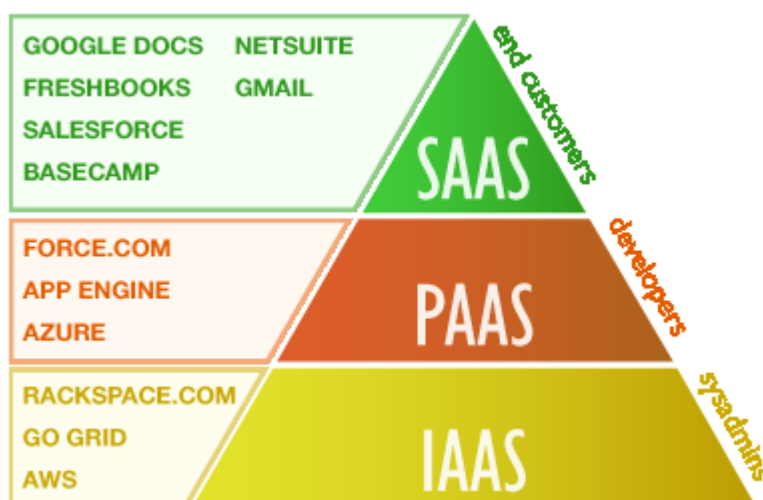 GOOGLE DOCS NETSUITE
FRESHBOOKS GMAIL
SALESFORCE
BASECAMP
SAAS
end customers
FORCE.COM
APP ENGINE
AZURE
PAAS
developers
RACKSPACE.COM
GO GRID
AWS
IAAS
sysadmins